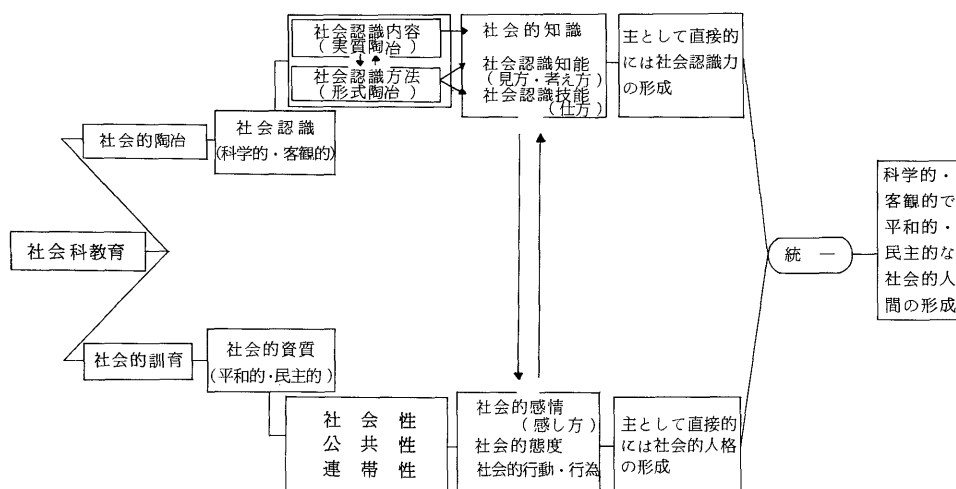 社会科教育
社会的陶冶
社会認識
(科学的・客観的)
社会認識内容
(実質陶冶)
社会認識方法
(形式陶冶)
社会的知識
社会認識知能
(見方・考え方)
社会認識技能
(仕方)
主として直接的
には社会認識力
の形成
社会的訓育
社会的資質
(平和的・民主的)
社会性
公共性
連帯性
社会的感情
(感し方)
社会的態度
社会的行動・行為
主として直接的
には社会的人格
の形成
統一
科学的・
客観的で
平和的・
民主的な
社会的人
間の形成